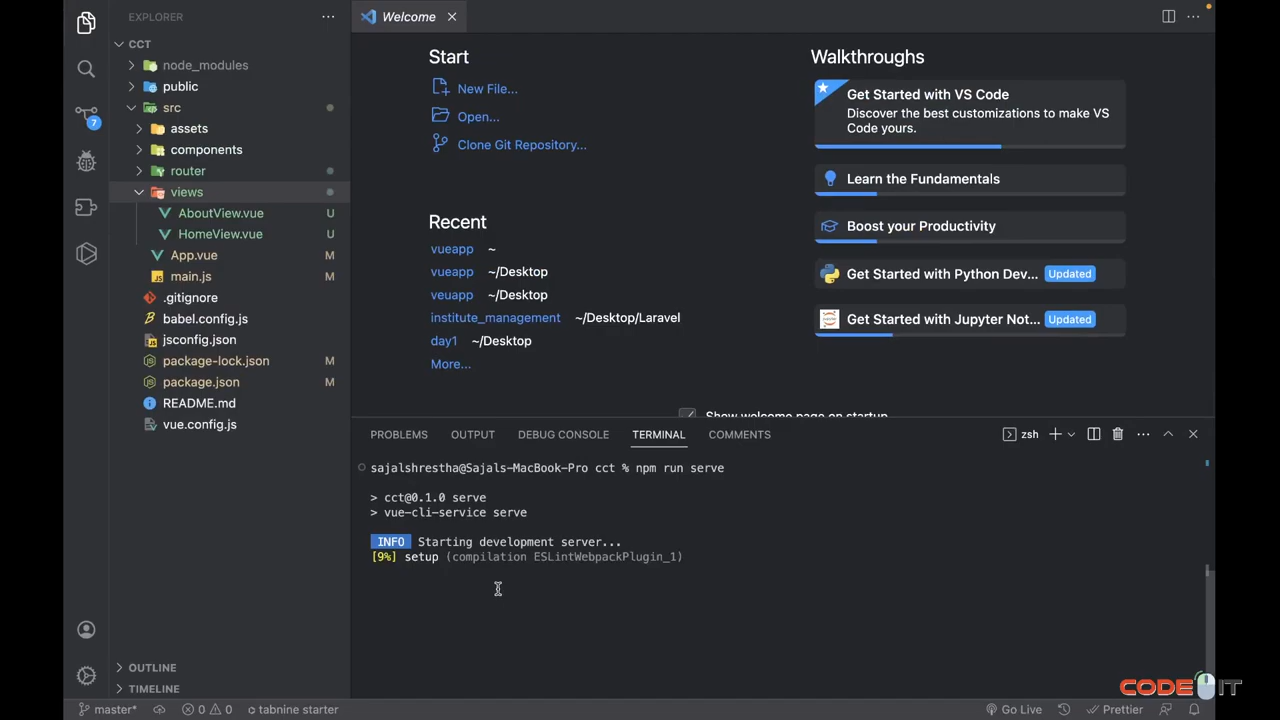 EXPLORER
CCT
node_modules
public
src
assets
components
router
views
AboutView.vue U
HomeView.vue U
App.vue M
main.js M
.gitignore
babel.config.js
jsconfig.json
package-lock.json M
package.json M
README.md
vue.config.js
OUTLINE
TIMELINE
7
Welcome
Start
New File...
Open...
Clone Git Repository...
Recent
vueapp ~
vueapp ~/Desktop
veuapp ~/Desktop
institute_management ~/Desktop/Laravel
day1 ~/Desktop
More...
Walkthroughs
Get Started with VS Code
Discover the best customizations to make VS
Code yours.
Learn the Fundamentals
Boost your Productivity
Get Started with Python Dev... Updated
Get Started with Jupyter Not... Updated
Show welcome page on startup
PROBLEMS OUTPUT DEBUG CONSOLE TERMINAL COMMENTS zsh
sajalshrestha@Sajals-MacBook-Pro cct % npm run serve
> cct@0.1.0 serve
> vue-cli-service serve
INFO Starting development server...
[9%] setup (compilation ESLintWebpackPlugin_1)
CODE IT
master* 0 0 tabnine starter Go Live Prettier